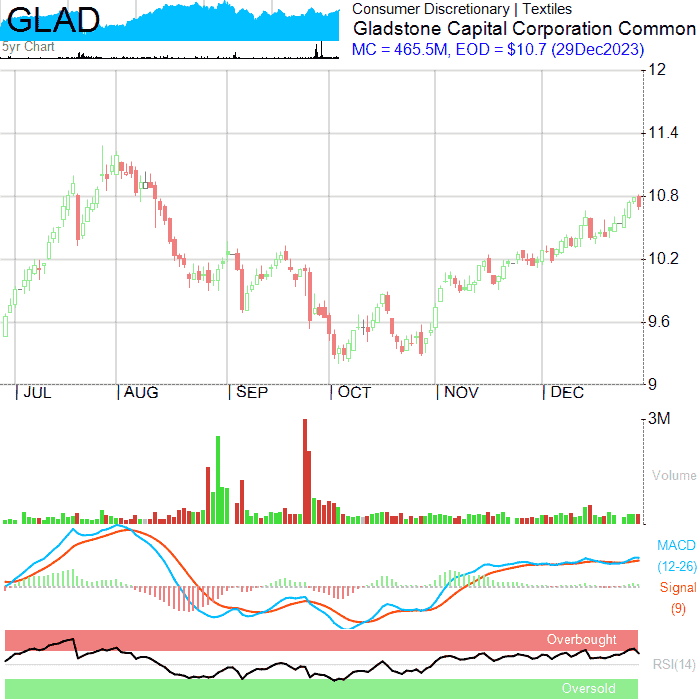 GLAD
5yr Chart
Consumer Discretionary | Textiles
Gladstone Capital Corporation Common
MC = 465.5M, EOD = $10.7 (29Dec2023)
12
11.4
10.8
10.2
9.6
9
JUL AUG SEP OCT NOV DEC
3M
Volume
MACD
(12-26)
Signal
(9)
Overbought
RSI(14)
Oversold